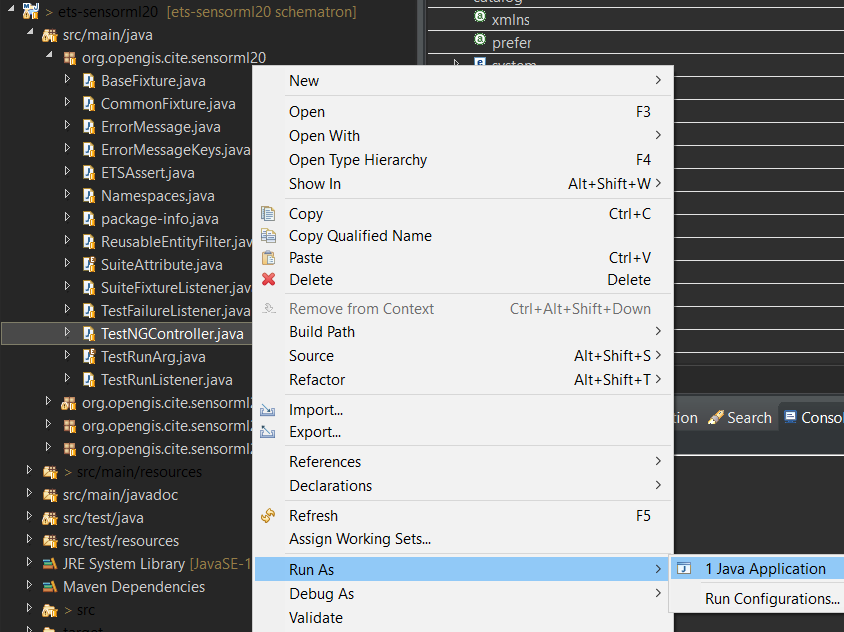 > ets-sensorml20 [ets-sensorml20 schematron]
src/main/java
org.opengis.cite.sensorml20
BaseFixture.java
CommonFixture.java
ErrorMessage.java
ErrorMessageKeys.java
ETSAssert.java
Namespaces.java
package-info.java
ReusableEntityFilter.jav
SuiteAttribute.java
SuiteFixtureListener.jav
TestFailureListener.java
TestNGController.java
TestRunArg.java
TestRunListener.java
org.opengis.cite.sensorml2
org.opengis.cite.sensorml2
org.opengis.cite.sensorml2
> src/main/resources
src/main/javadoc
src/test/java
src/test/resources
JRE System Library [JavaSE-1
Maven Dependencies
> src
target
catalog
xmlns
prefer
system
New
Open F3
Open With
Open Type Hierarchy F4
Show In Alt+Shift+W
Copy Ctrl+C
Copy Qualified Name
Paste Ctrl+V
Delete Delete
Remove from Context Ctrl+Alt+Shift+Down
Build Path
Source Alt+Shift+S
Refactor Alt+Shift+T
Import...
Export...
References
Declarations
Refresh F5
Assign Working Sets...
Run As
Debug As
Validate
tion Search Conso
1 Java Application
Run Configurations...